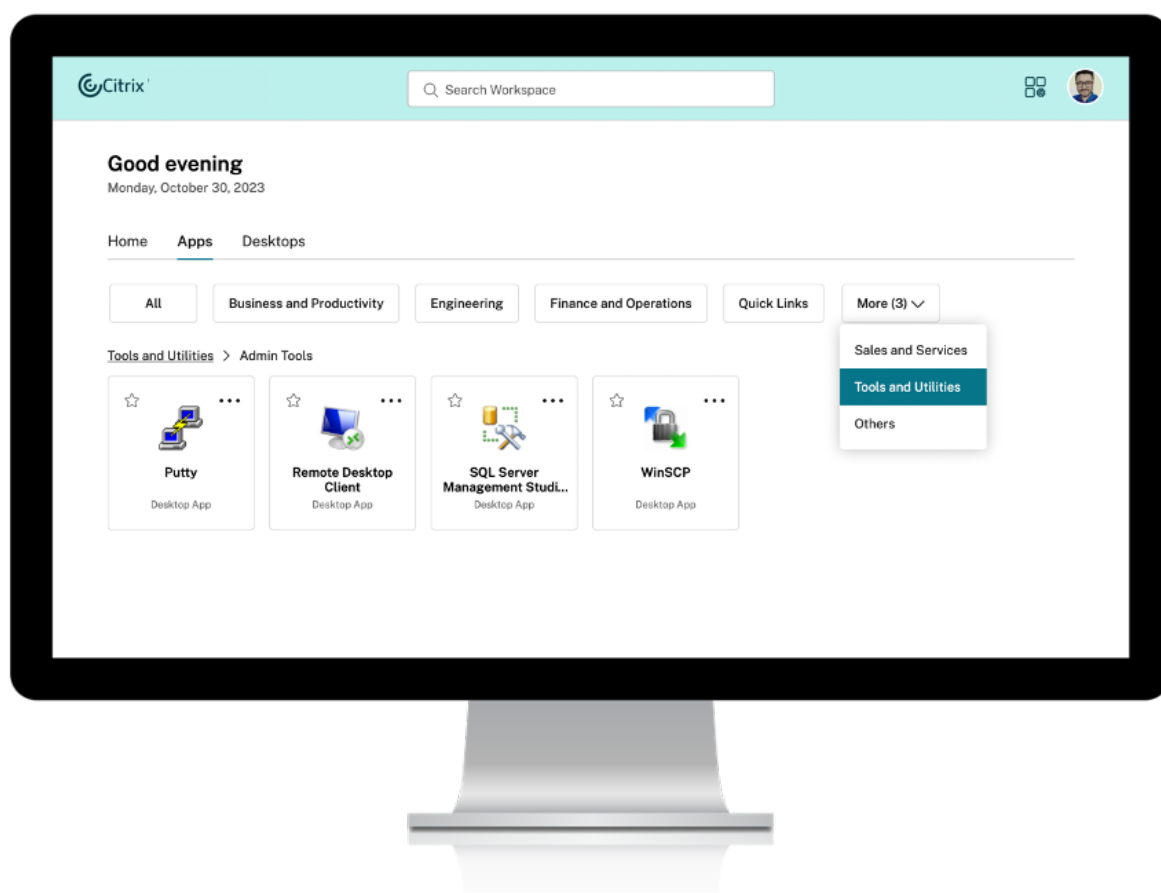 Citrix
Search Workspace
Good evening
Monday, October 30, 2023
Home Apps Desktops
All Business and Productivity Engineering Finance and Operations Quick Links More (3)
Sales and Services
Tools and Utilities
Others
Tools and Utilities > Admin Tools
Putty
Desktop App
Remote Desktop
Client
Desktop App
SQL Server
Management Studi...
Desktop App
WinSCP
Desktop App